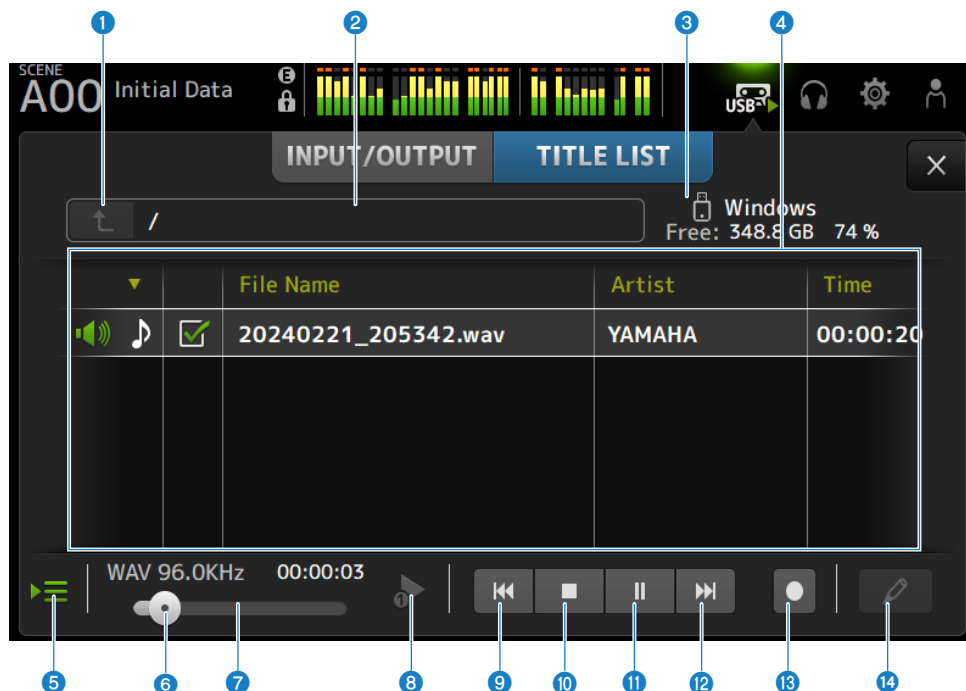 1 2 3 4
SCENE
A00 Initial Data E
USB
INPUT/OUTPUT TITLE LIST
/
Windows
Free: 348.8 GB 74 %
File Name Artist Time
20240221_205342.wav YAMAHA 00:00:20
WAV 96.0KHz 00:00:03
1
5 6 7 8 9 10 11 12 13 14